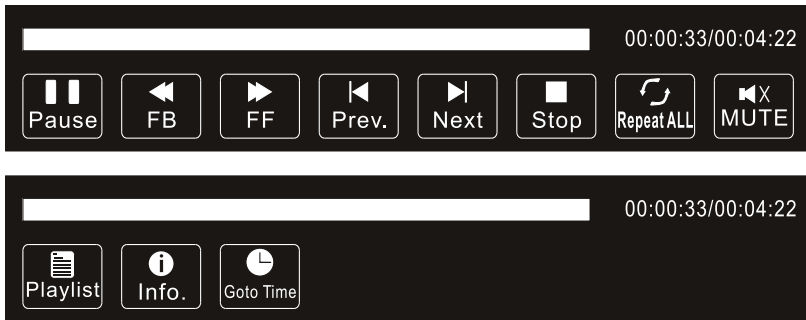 00:00:33/00:04:22
Pause FB FF Prev. Next Stop Repeat ALL MUTE
00:00:33/00:04:22
Playlist Info. Goto Time